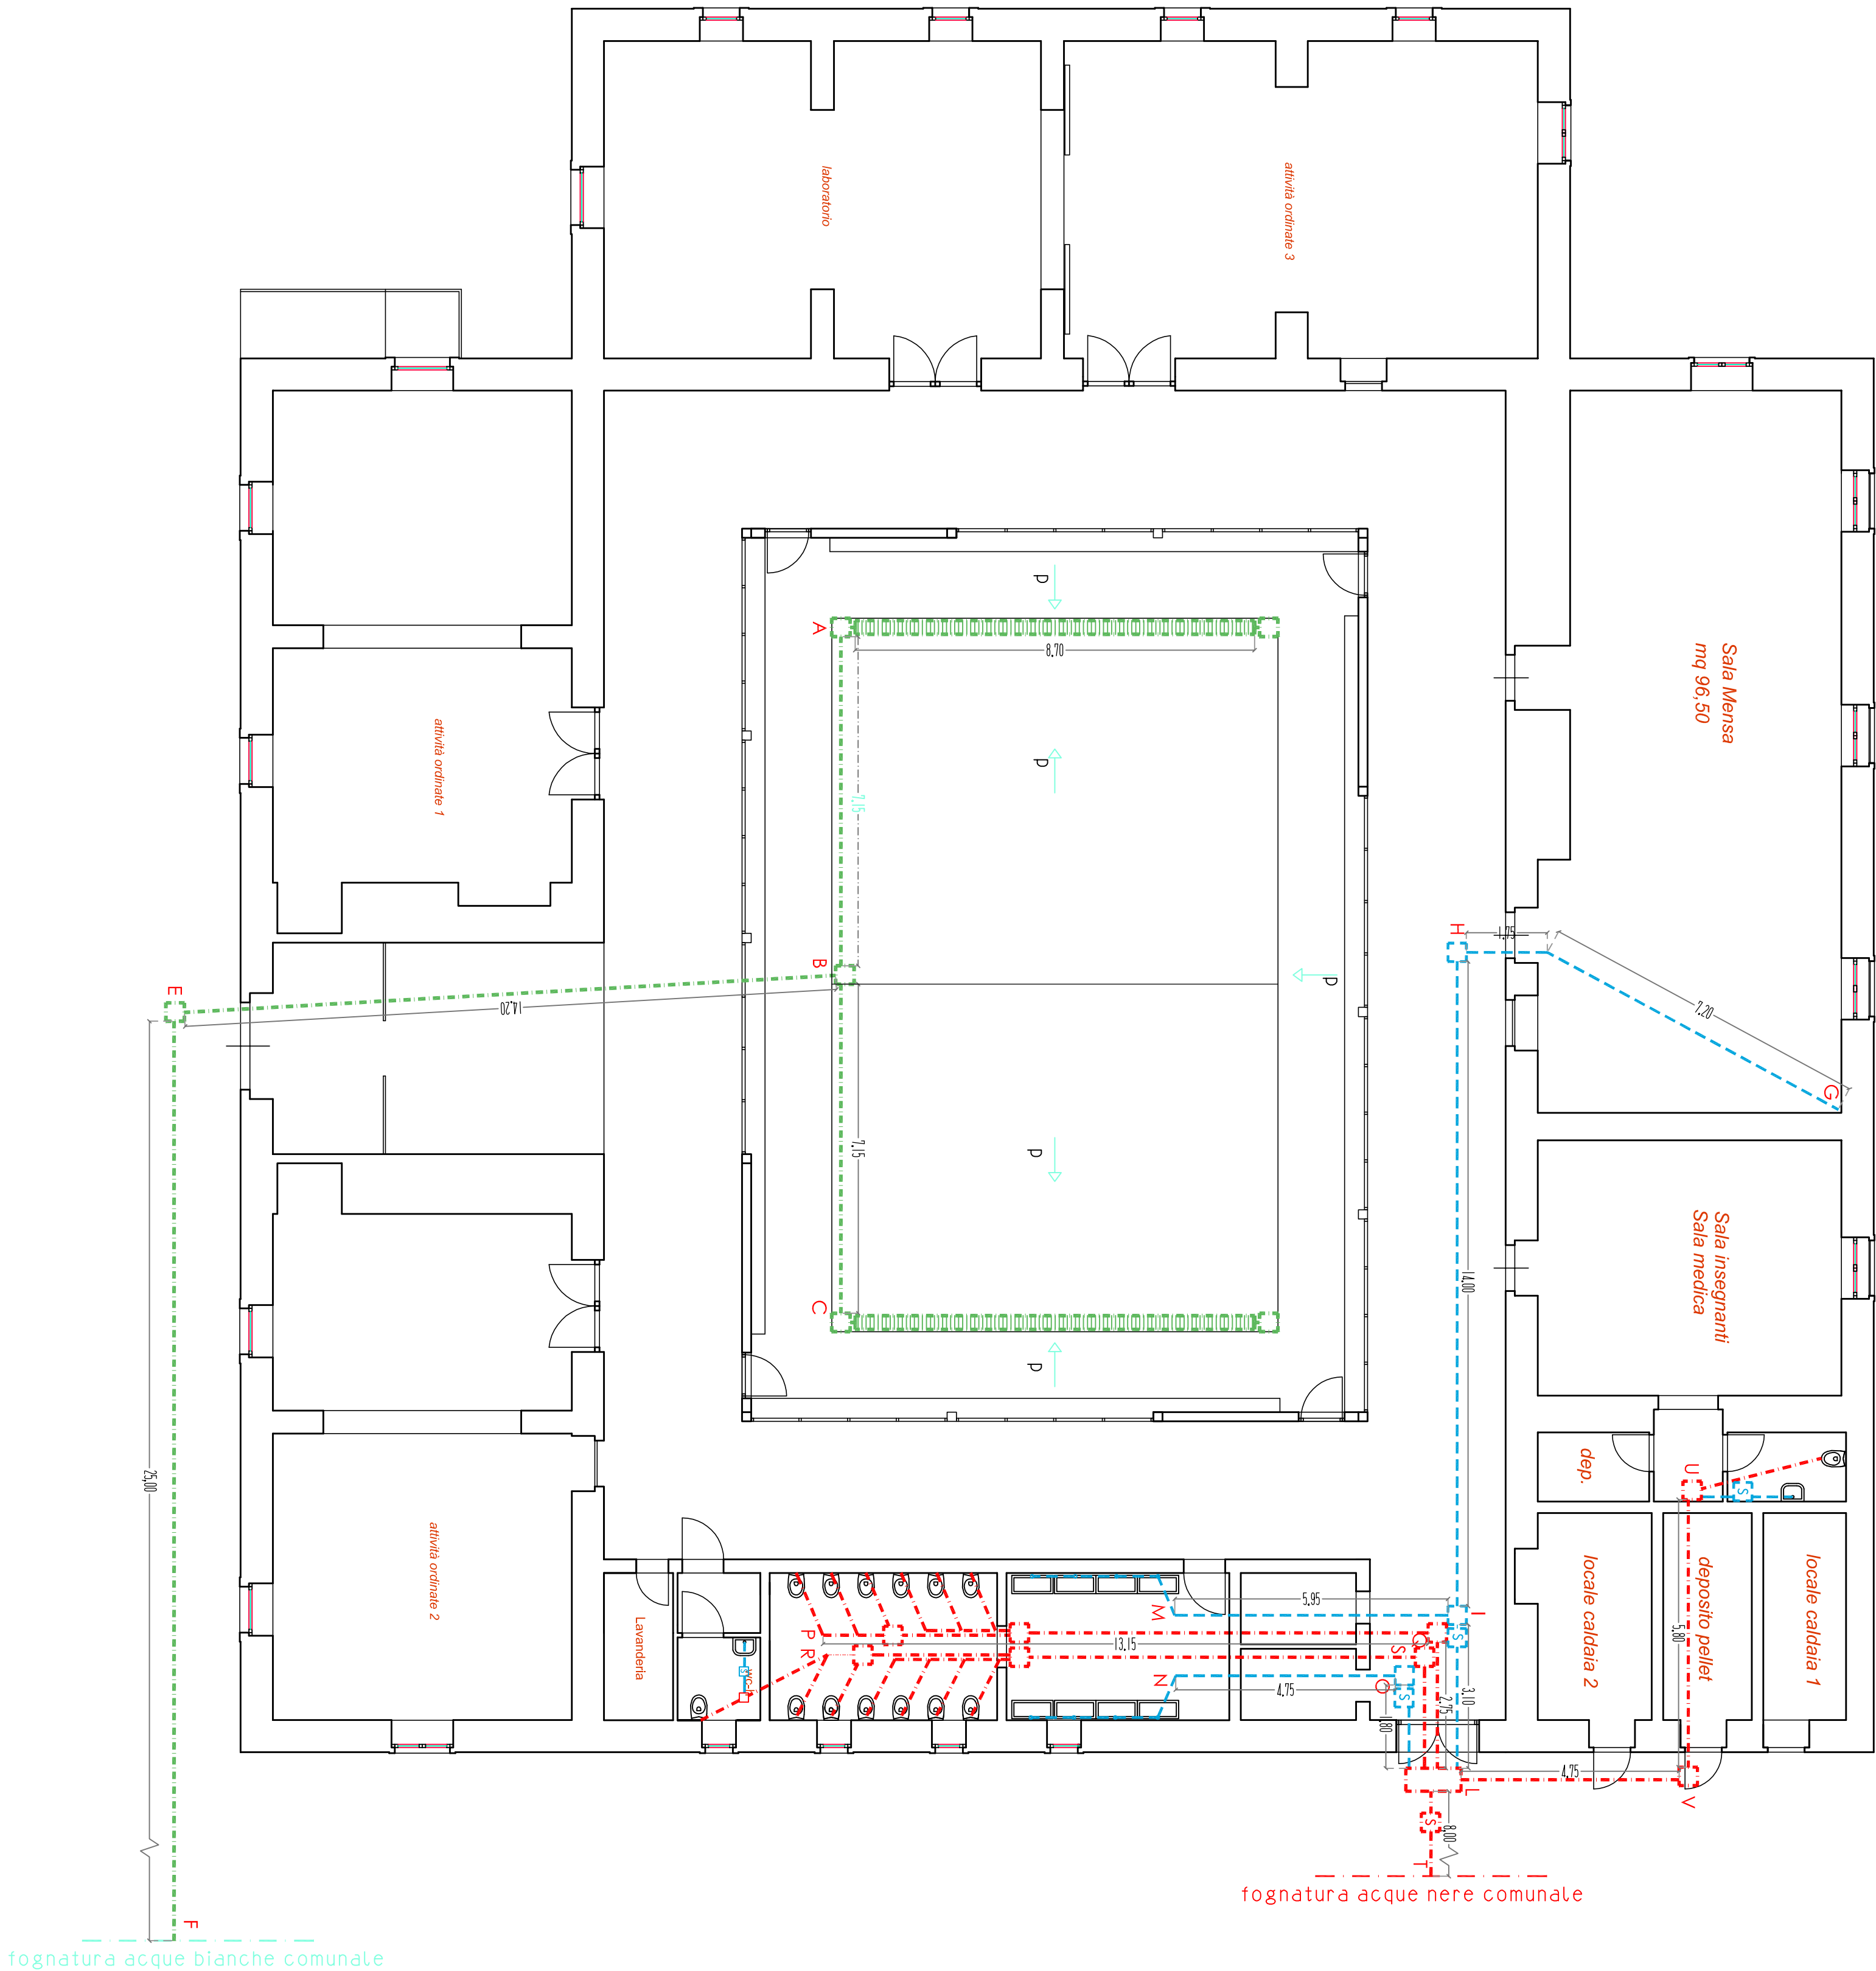 laboratorio
attività ordinate 3
Sala Mensa
mq 96,50
attività ordinate 1
p
A
8.70
p
7.15
B
p
14.20
E
7.15
p
C
p
H
1.75
7.20
G
14.00
Sala insegnanti
Sala medica
dep.
U
S
25,00
attività ordinate 2
Lavanderia
S
P
R
M
N
5.95
13.15
4.75
I
S
Q
S
O
S
3.10
2.75
1.80
5.80
locale caldaia 2
deposito pellet
locale caldaia 1
4.75
L
V
S
8.00
T
fognatura acque nere comunale
F
fognatura acque bianche comunale